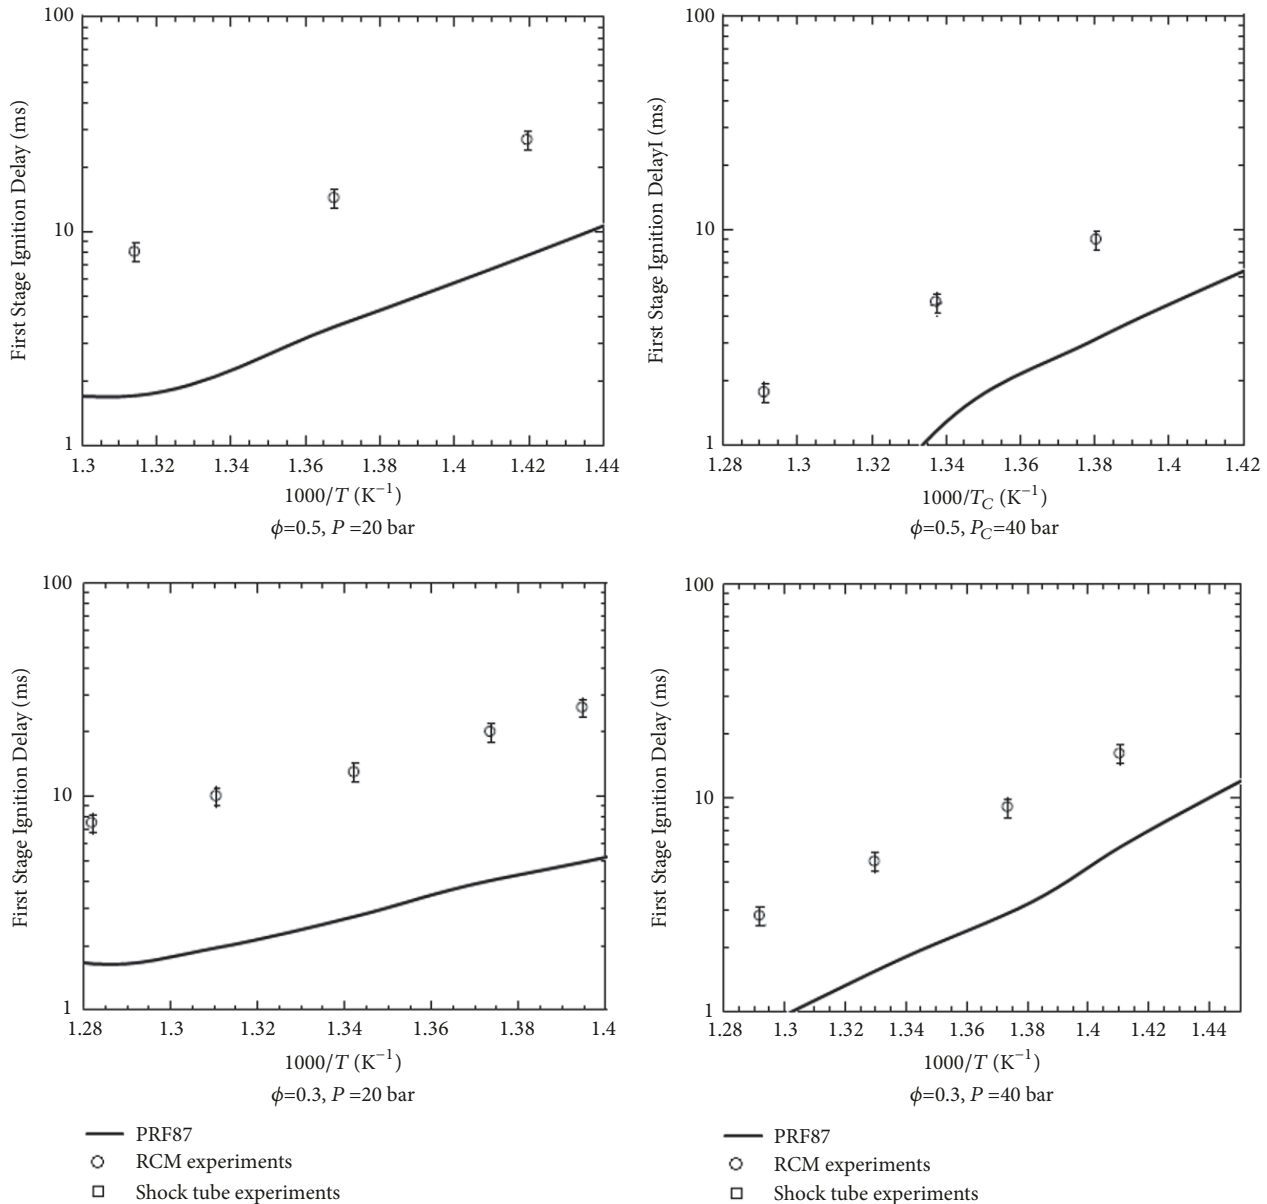 100
10
1
First Stage Ignition Delay (ms)
1.3 1.32 1.34 1.36 1.38 1.4 1.42 1.44
1000/T (K⁻¹)
ϕ=0.5, P =20 bar
100
10
1
First Stage Ignition DelayI (ms)
1.28 1.3 1.32 1.34 1.36 1.38 1.4 1.42
1000/T_C (K⁻¹)
ϕ=0.5, P_C=40 bar
100
10
1
First Stage Ignition Delay (ms)
1.28 1.3 1.32 1.34 1.36 1.38 1.4
1000/T (K⁻¹)
ϕ=0.3, P =20 bar
PRF87
RCM experiments
Shock tube experiments
100
10
1
First Stage Ignition Delay (ms)
1.28 1.3 1.32 1.34 1.36 1.38 1.4 1.42 1.44
1000/T (K⁻¹)
ϕ=0.3, P =40 bar
PRF87
RCM experiments
Shock tube experiments